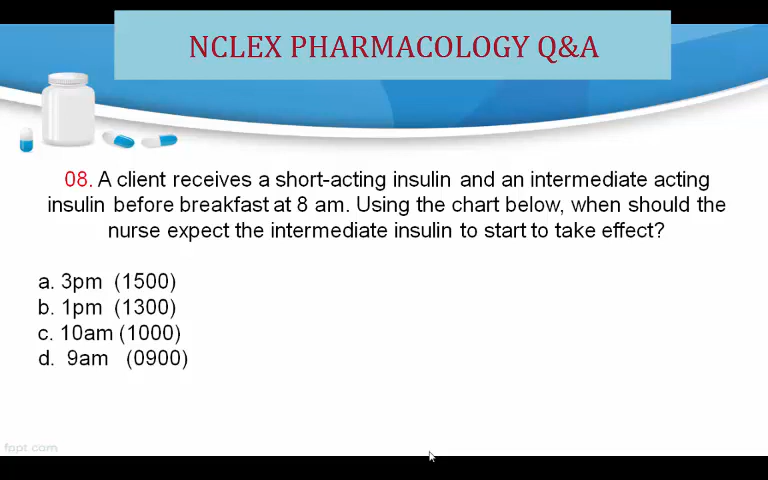 NCLEX PHARMACOLOGY Q&A
08. A client receives a short-acting insulin and an intermediate acting
insulin before breakfast at 8 am. Using the chart below, when should the
nurse expect the intermediate insulin to start to take effect?
a. 3pm (1500)
b. 1pm (1300)
c. 10am (1000)
d. 9am (0900)
fppt.com